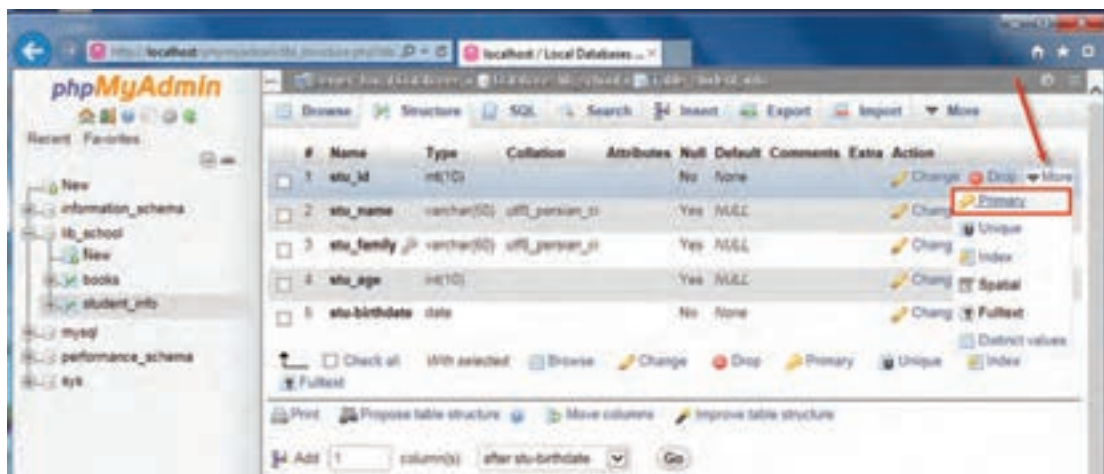 localhost
localhost / Local Databases ...
phpMyAdmin
Recent Favorites
New
information_schema
lib_school
New
books
student_info
mysql
performance_schema
sys
Browse Structure SQL Search Insert Export Import More
# Name Type Collation Attributes Null Default Comments Extra Action
1 stu_id int(10) No None Change Drop More
2 stu_name varchar(50) utf8_persian_ci Yes NULL Chang
3 stu_family varchar(60) utf8_persian_ci Yes NULL Chang
4 stu_age int(10) Yes NULL Chang
5 stu-birthdate date No None Chang
Primary
Unique
Index
Spatial
Fulltext
Distinct values
Check all With selected Browse Change Drop Primary Unique Index
Fulltext
Print Propose table structure Move columns Improve table structure
Add 1 column(s) after stu-birthdate Go